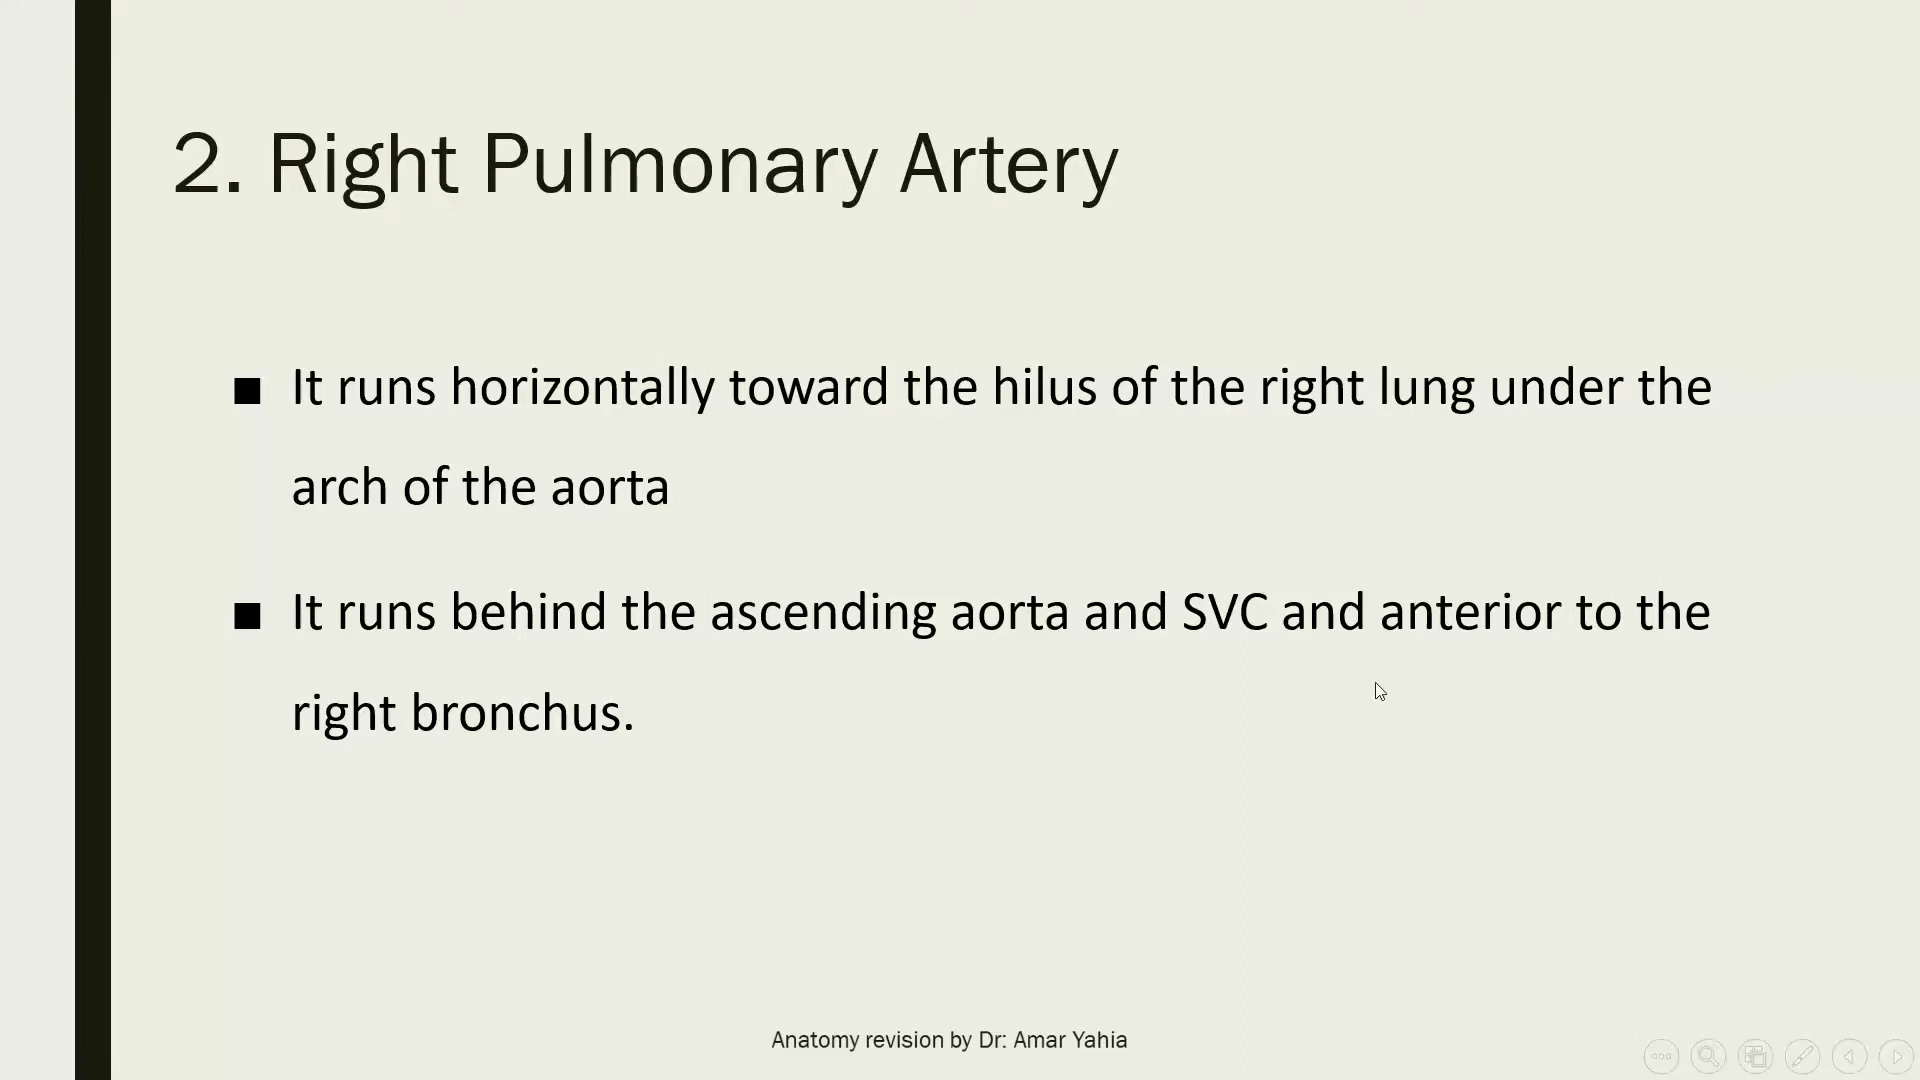 2. Right Pulmonary Artery
■ It runs horizontally toward the hilus of the right lung under the
arch of the aorta
■ It runs behind the ascending aorta and SVC and anterior to the
right bronchus.
Anatomy revision by Dr: Amar Yahia